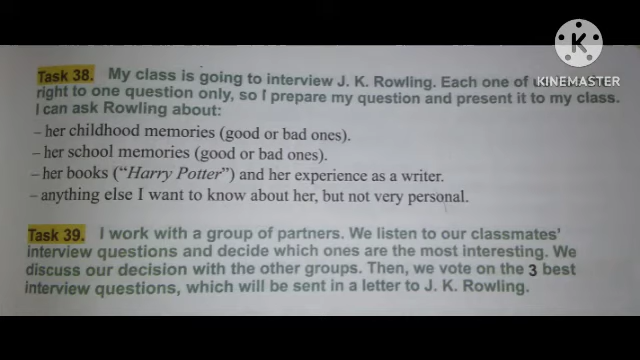 Task 38. My class is going to interview J. K. Rowling. Each one of
right to one question only, so I prepare my question and present it to my class.
I can ask Rowling about:
– her childhood memories (good or bad ones).
– her school memories (good or bad ones).
– her books ("Harry Potter") and her experience as a writer.
– anything else I want to know about her, but not very personal.
Task 39. I work with a group of partners. We listen to our classmates'
interview questions and decide which ones are the most interesting. We
discuss our decision with the other groups. Then, we vote on the 3 best
interview questions, which will be sent in a letter to J. K. Rowling.
K
KINEMASTER